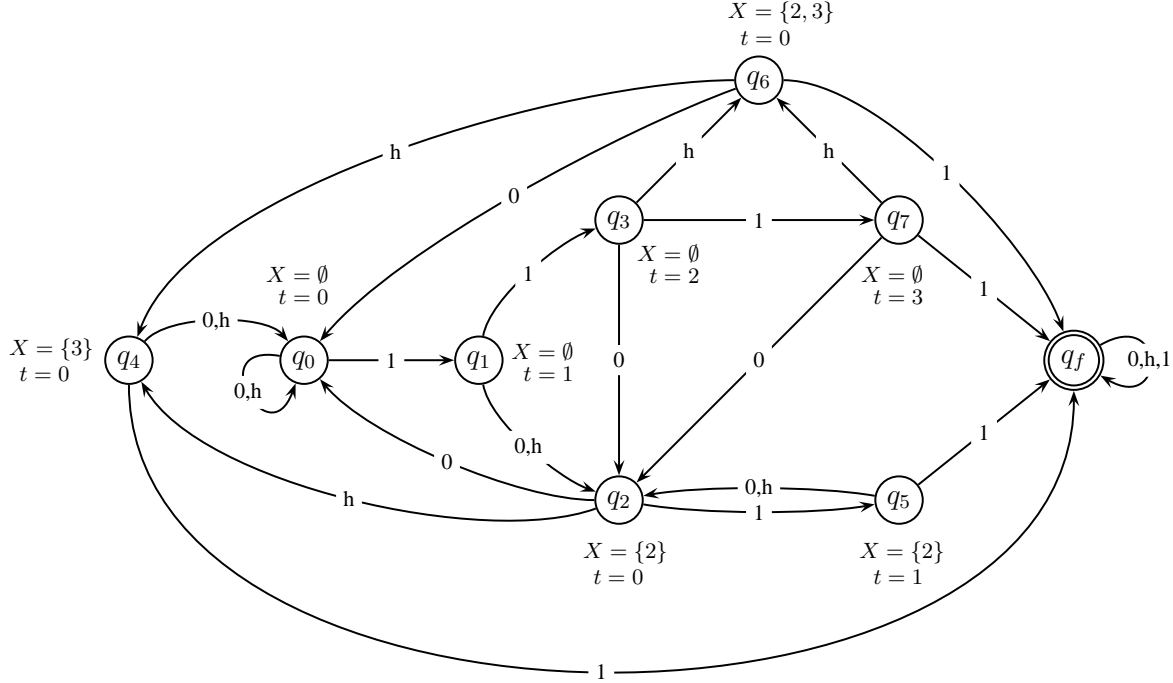 X = {2, 3}
t = 0
q₆
h
h
h
1
0
q₃
1
q₇
X = ∅
t = 2
X = ∅
t = 3
X = ∅
t = 0
1
1
0,h
X = {3}
t = 0
q₄
q₀
1
q₁
X = ∅
t = 1
0
0
q_f
0,h,1
0,h
0,h
1
0
h
q₂
0,h
1
q₅
X = {2}
t = 0
X = {2}
t = 1
1